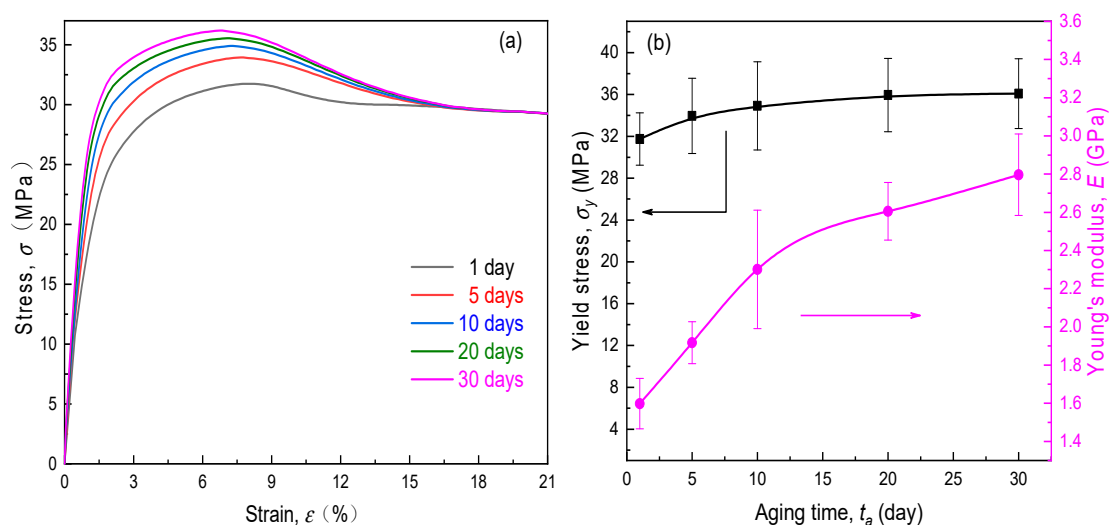 35
30
25
20
15
10
5
0
Stress, σ (MPa)
(a)
1 day
5 days
10 days
20 days
30 days
0 3 6 9 12 15 18 21
Strain, ε (%)
40
36
32
28
24
20
16
12
8
4
Yield stress, σy (MPa)
(b)
3.6
3.4
3.2
3.0
2.8
2.6
2.4
2.2
2.0
1.8
1.6
1.4
Young's modulus, E (GPa)
0 5 10 15 20 25 30
Aging time, ta (day)